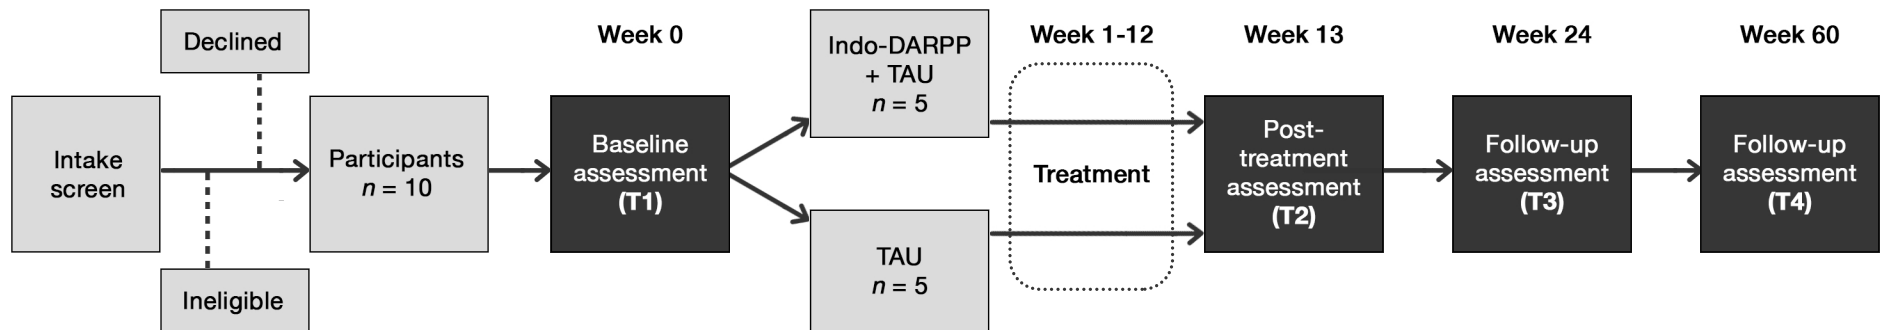 Declined
Intake
screen
Ineligible
Participants
n = 10
Week 0
Baseline
assessment
(T1)
Indo-DARPP
+ TAU
n = 5
TAU
n = 5
Week 1-12
Treatment
Week 13
Post-
treatment
assessment
(T2)
Week 24
Follow-up
assessment
(T3)
Week 60
Follow-up
assessment
(T4)